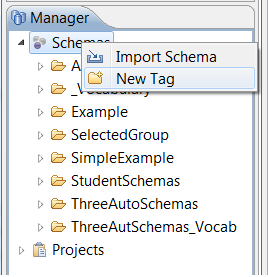 Manager
Schemas
Import Schema
New Tag
_Vocabulary
Example
SelectedGroup
SimpleExample
StudentSchemas
ThreeAutoSchemas
ThreeAutSchemas_Vocab
Projects